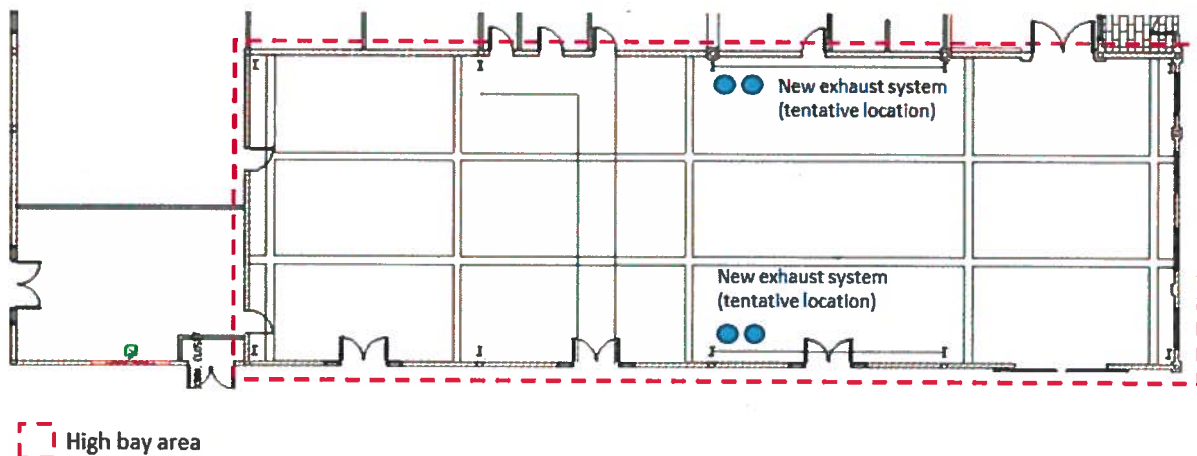 New exhaust system
(tentative location)
New exhaust system
(tentative location)
High bay area